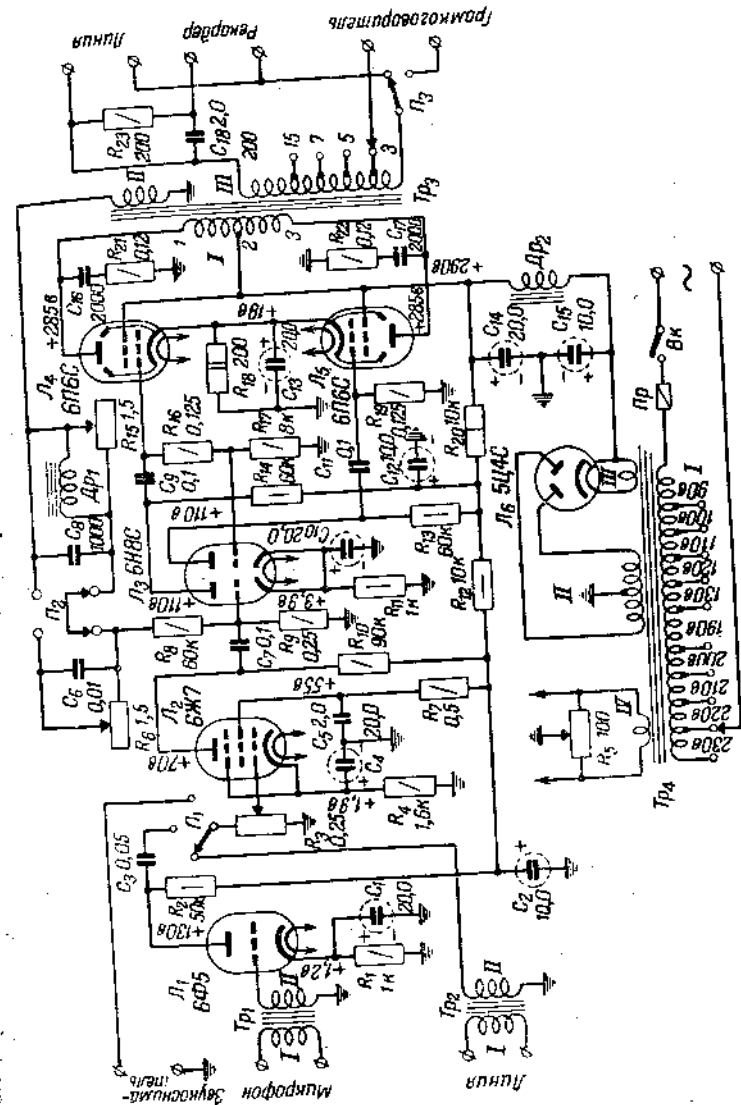 Звукоснима-
тель
Микрофон
Линия
Тр₁
I
II
Тр₂
I
II
Л₁
6Ф5
+130в
+1,2в
R₁
1к
C₁
20,0
R₂
50к
C₃ 0,05
П₁
C₂
10,0
R₃
0,25
R₄
1,6к
+1,9в
C₄
20,0
C₅ 2,0
+55в
R₇
0,5
Л₂
6Ж7
+70в
R₆ 1,5
C₆
0,01
П₂
R₈
60к
C₇ 0,1
R₉
0,25
R₁₀
90к
+3,9в
R₁₁
1к
C₁₀ 20,0
Л₃ 6Н8С
+110в
+110в
R₁₂
10к
R₁₃
60к
C₈
1000
Др₁
R₁₅ 1,5
C₉
0,1
R₁₄
60к
R₁₆
0,125
R₁₇
8к
C₁₁
0,1
C₁₂ 10,0
R₁₉
0,125
R₂₀ 10к
Л₄
6П6С
+285в
R₁₈ 200
C₁₃
20,0
+18в
Л₅
6П6С
+285в
C₁₆
2000
R₂₁
0,12
1
I
2
3
R₂₂
0,12
C₁₇
2000
+290в
II
III
Тр₃
15
7
5
3
R₂₃
200
C₁₈ 2,0
200
П₃
Линия
Рекордер
Громкоговоритель
Др₂
C₁₄
20,0
C₁₅
10,0
Л₆ 5Ц4С
III
II
IV
R₅
100
Тр₄
I
90в
100в
110в
120в
130в
190в
200в
210в
220в
230в
Пр
Вк
~